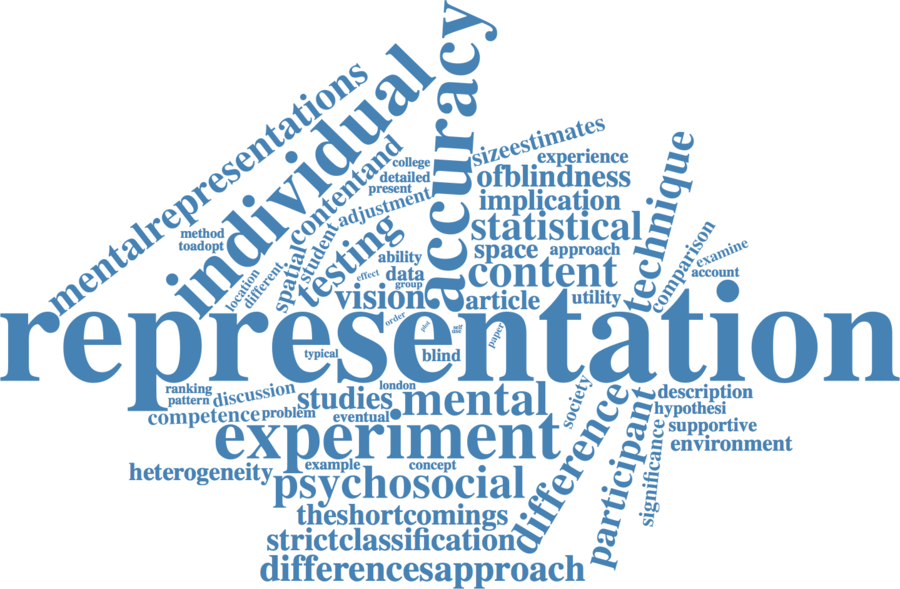 accuracy
individual
mentalrepresentations
sizeestimates
contentand
college
experience
detailed
ofblindness
present
adjustment
implication
technique
method
toadopt
student
testing
statistical
spatial
space
approach
comparison
examine
location
different
ability
effect
data
group
content
account
vision
article
utility
representation
order
plot
self
use
paper
typical
blind
ranking
pattern
discussion
london
studies
mental
society
description
hypothesi
competence
problem
eventual
supportive
experiment
difference
participant
significance
environment
heterogeneity
example
concept
psychosocial
theshortcomings
strictclassification
differencesapproach